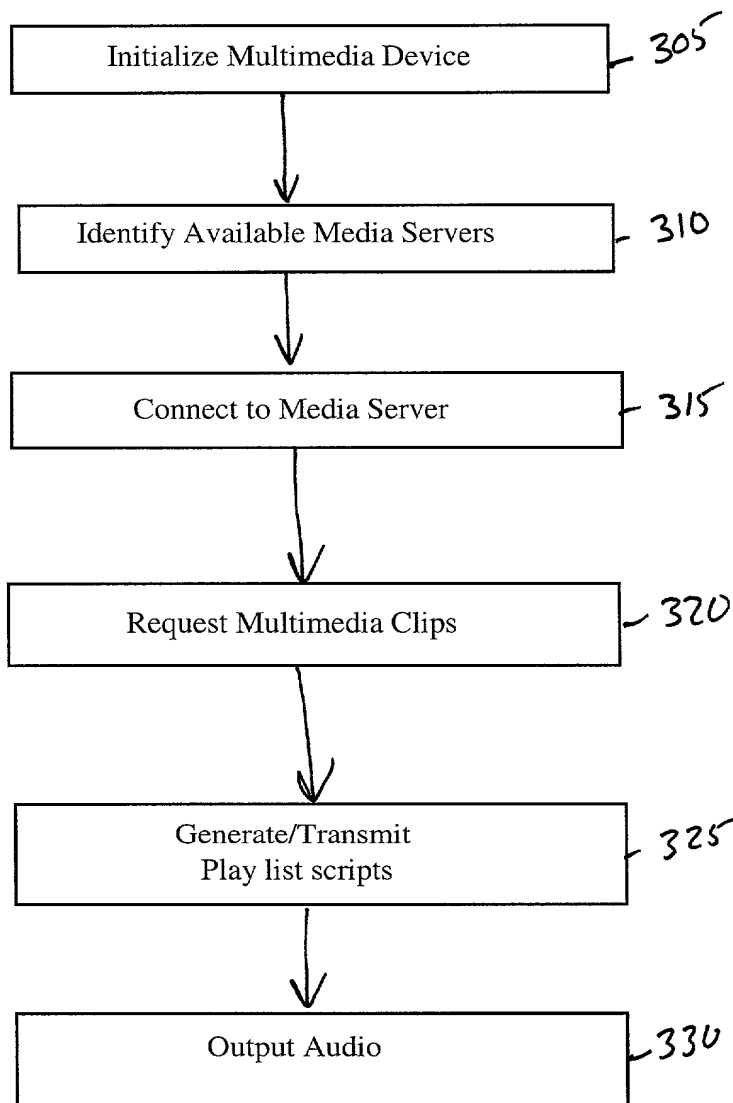 Initialize Multimedia Device 305
Identify Available Media Servers 310
Connect to Media Server 315
Request Multimedia Clips 320
Generate/Transmit
Play list scripts 325
Output Audio 330